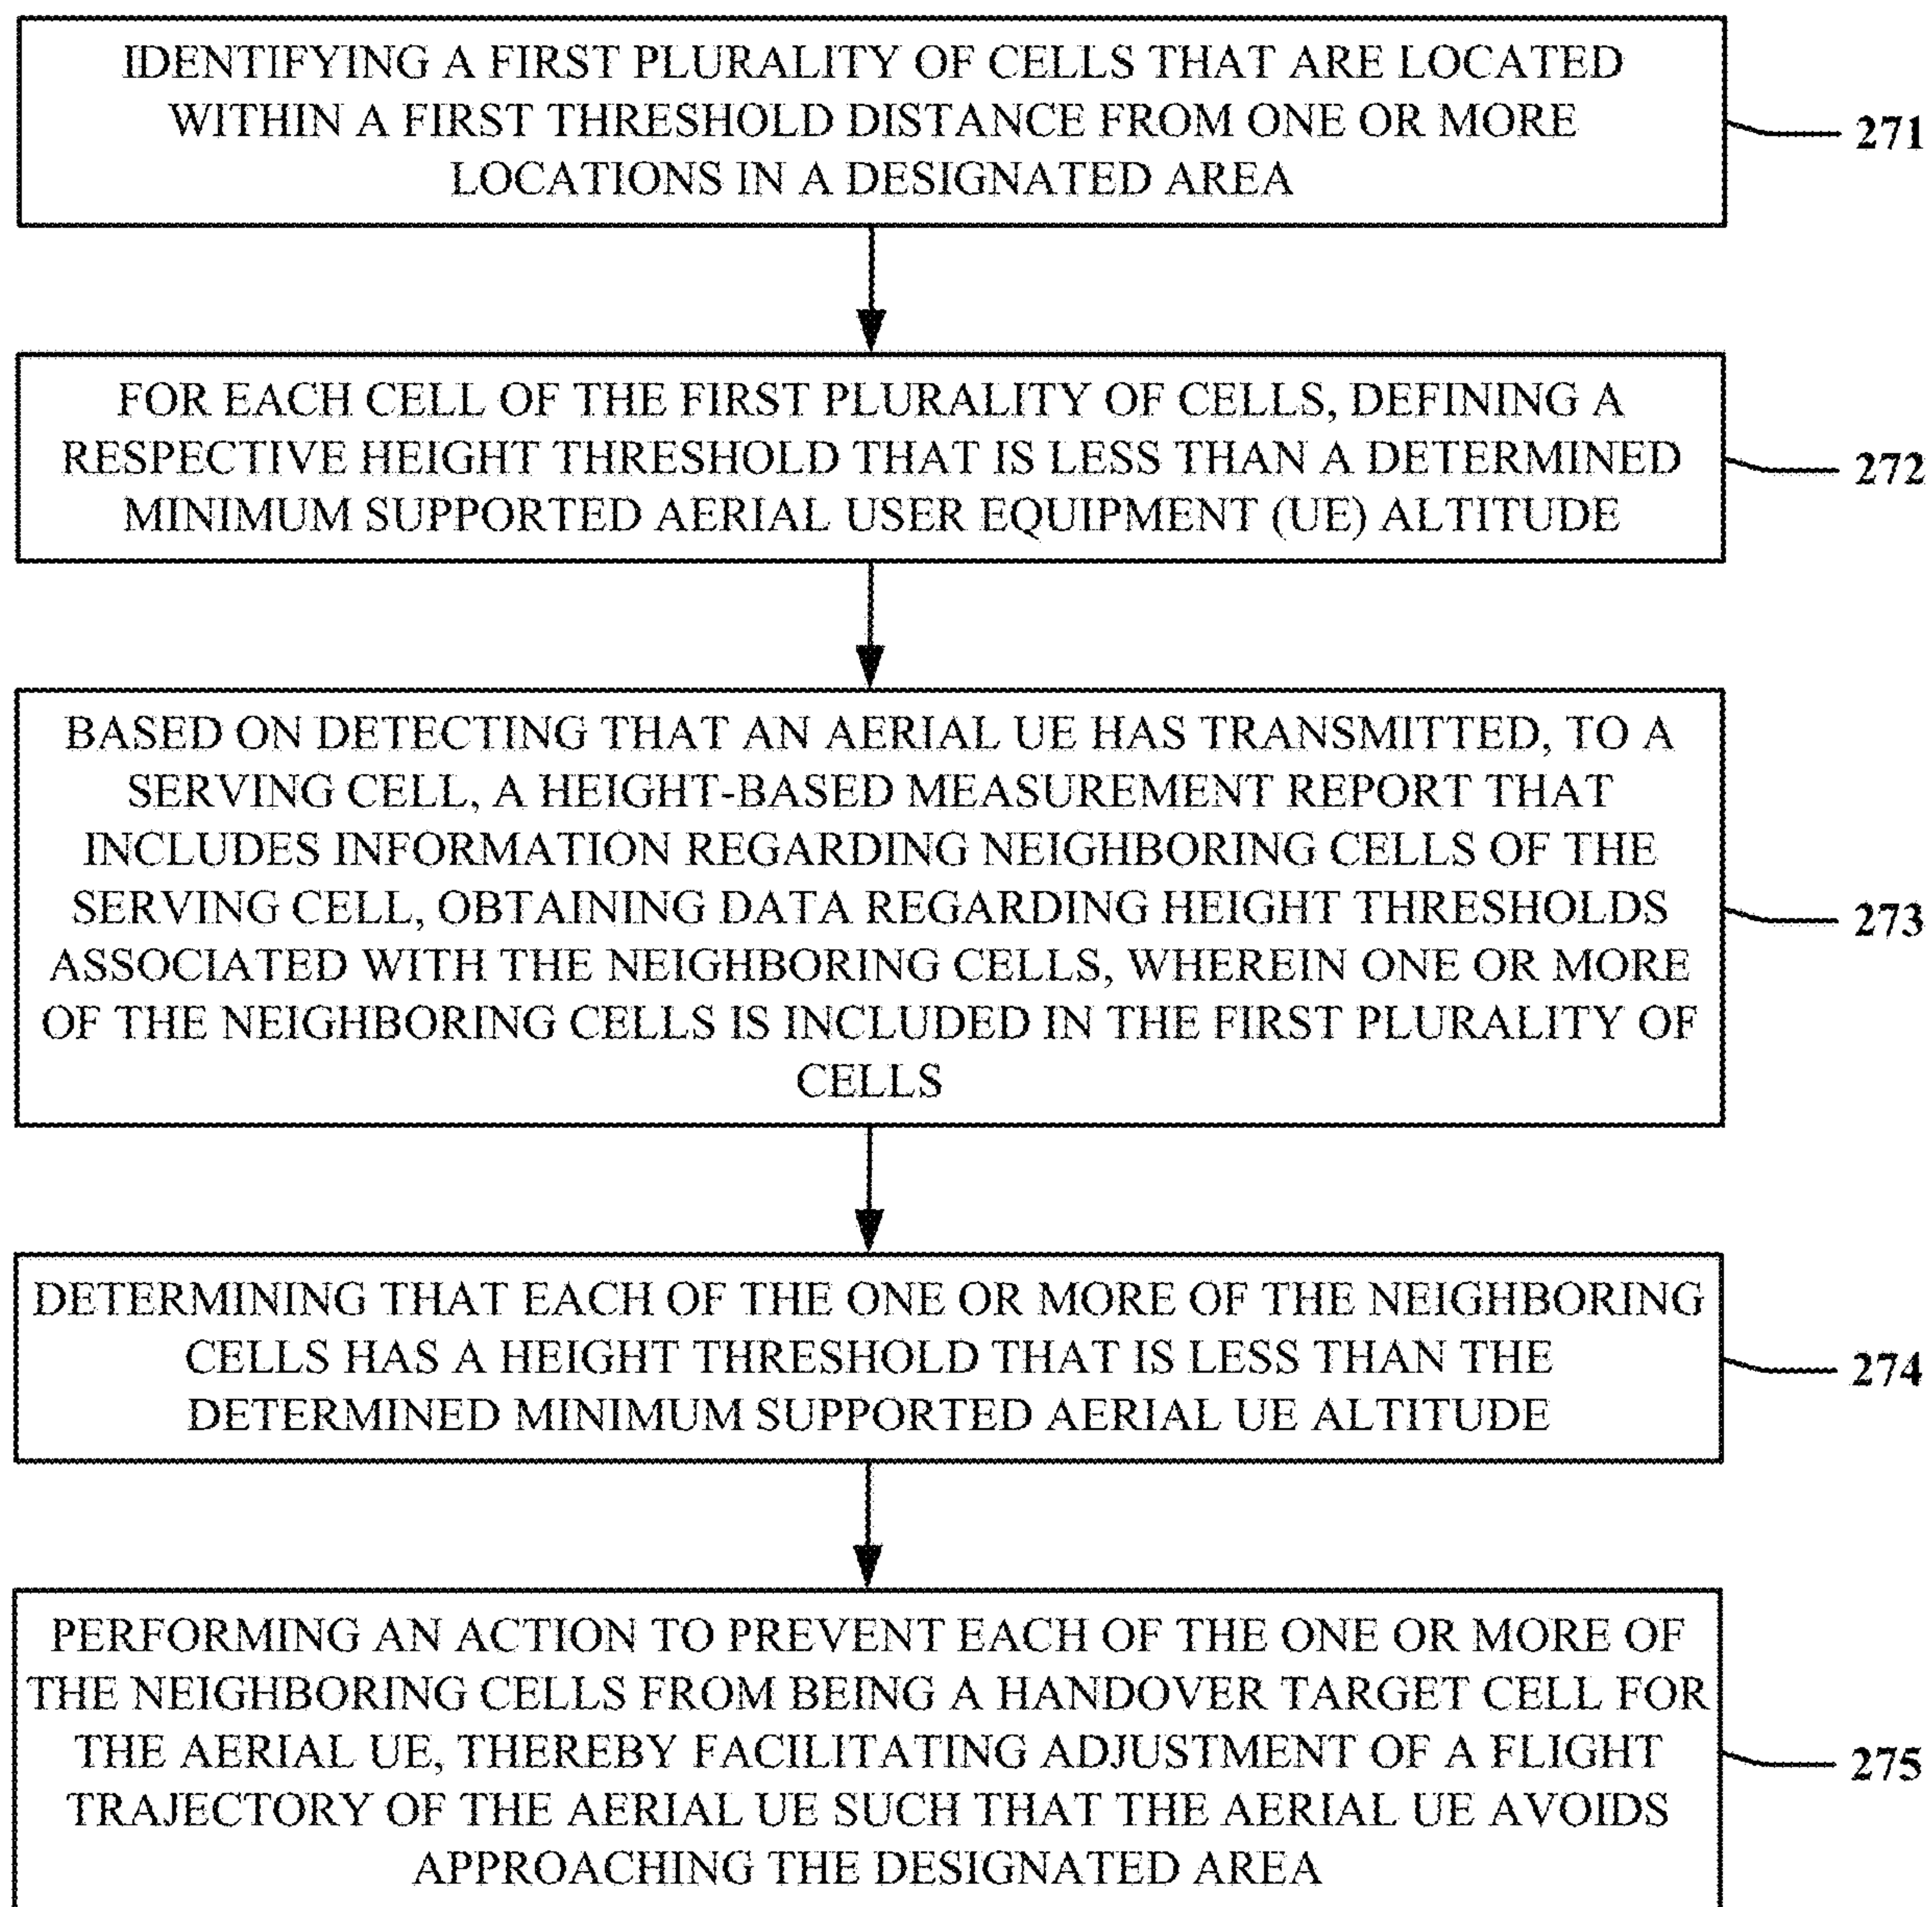 IDENTIFYING A FIRST PLURALITY OF CELLS THAT ARE LOCATED
WITHIN A FIRST THRESHOLD DISTANCE FROM ONE OR MORE
LOCATIONS IN A DESIGNATED AREA
271
FOR EACH CELL OF THE FIRST PLURALITY OF CELLS, DEFINING A
RESPECTIVE HEIGHT THRESHOLD THAT IS LESS THAN A DETERMINED
MINIMUM SUPPORTED AERIAL USER EQUIPMENT (UE) ALTITUDE
272
BASED ON DETECTING THAT AN AERIAL UE HAS TRANSMITTED, TO A
SERVING CELL, A HEIGHT-BASED MEASUREMENT REPORT THAT
INCLUDES INFORMATION REGARDING NEIGHBORING CELLS OF THE
SERVING CELL, OBTAINING DATA REGARDING HEIGHT THRESHOLDS
ASSOCIATED WITH THE NEIGHBORING CELLS, WHEREIN ONE OR MORE
OF THE NEIGHBORING CELLS IS INCLUDED IN THE FIRST PLURALITY OF
CELLS
273
DETERMINING THAT EACH OF THE ONE OR MORE OF THE NEIGHBORING
CELLS HAS A HEIGHT THRESHOLD THAT IS LESS THAN THE
DETERMINED MINIMUM SUPPORTED AERIAL UE ALTITUDE
274
PERFORMING AN ACTION TO PREVENT EACH OF THE ONE OR MORE OF
THE NEIGHBORING CELLS FROM BEING A HANDOVER TARGET CELL FOR
THE AERIAL UE, THEREBY FACILITATING ADJUSTMENT OF A FLIGHT
TRAJECTORY OF THE AERIAL UE SUCH THAT THE AERIAL UE AVOIDS
APPROACHING THE DESIGNATED AREA
275